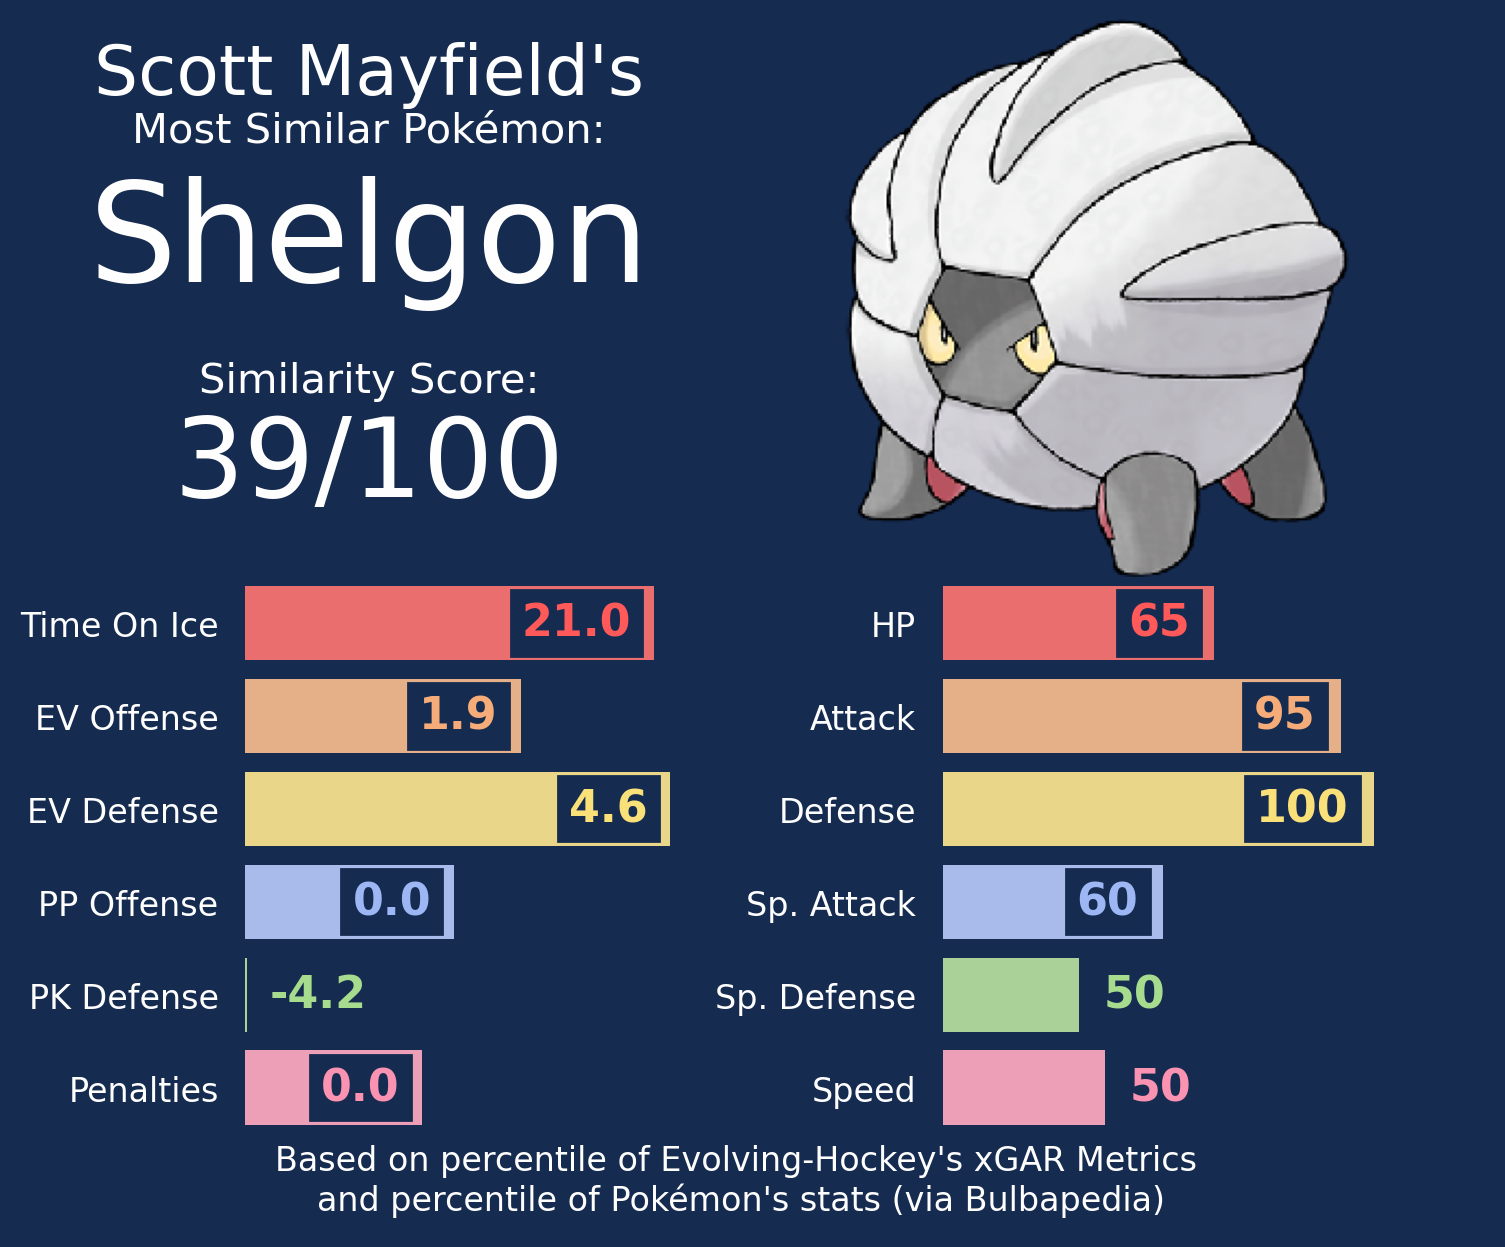 Scott Mayfield's
Most Similar Pokémon:
Shelgon
Similarity Score:
39/100
Time On Ice 21.0
EV Offense 1.9
EV Defense 4.6
PP Offense 0.0
PK Defense -4.2
Penalties 0.0
HP 65
Attack 95
Defense 100
Sp. Attack 60
Sp. Defense 50
Speed 50
Based on percentile of Evolving-Hockey's xGAR Metrics
and percentile of Pokémon's stats (via Bulbapedia)